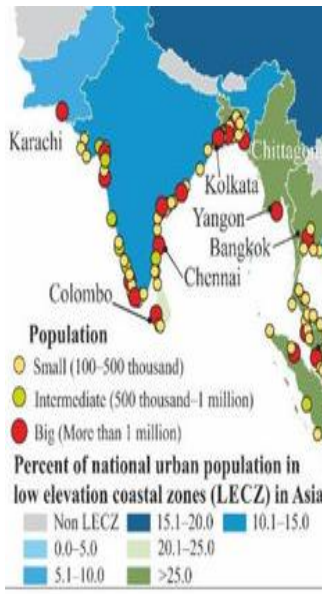 Karachi
Chittagon
Kolkata
Yangon
Bangkok
Chennai
Colombo
Population
Small (100–500 thousand)
Intermediate (500 thousand–1 million)
Big (More than 1 million)
Percent of national urban population in
low elevation coastal zones (LECZ) in Asia
Non LECZ 15.1–20.0 10.1–15.0
0.0–5.0 20.1–25.0
5.1–10.0 >25.0